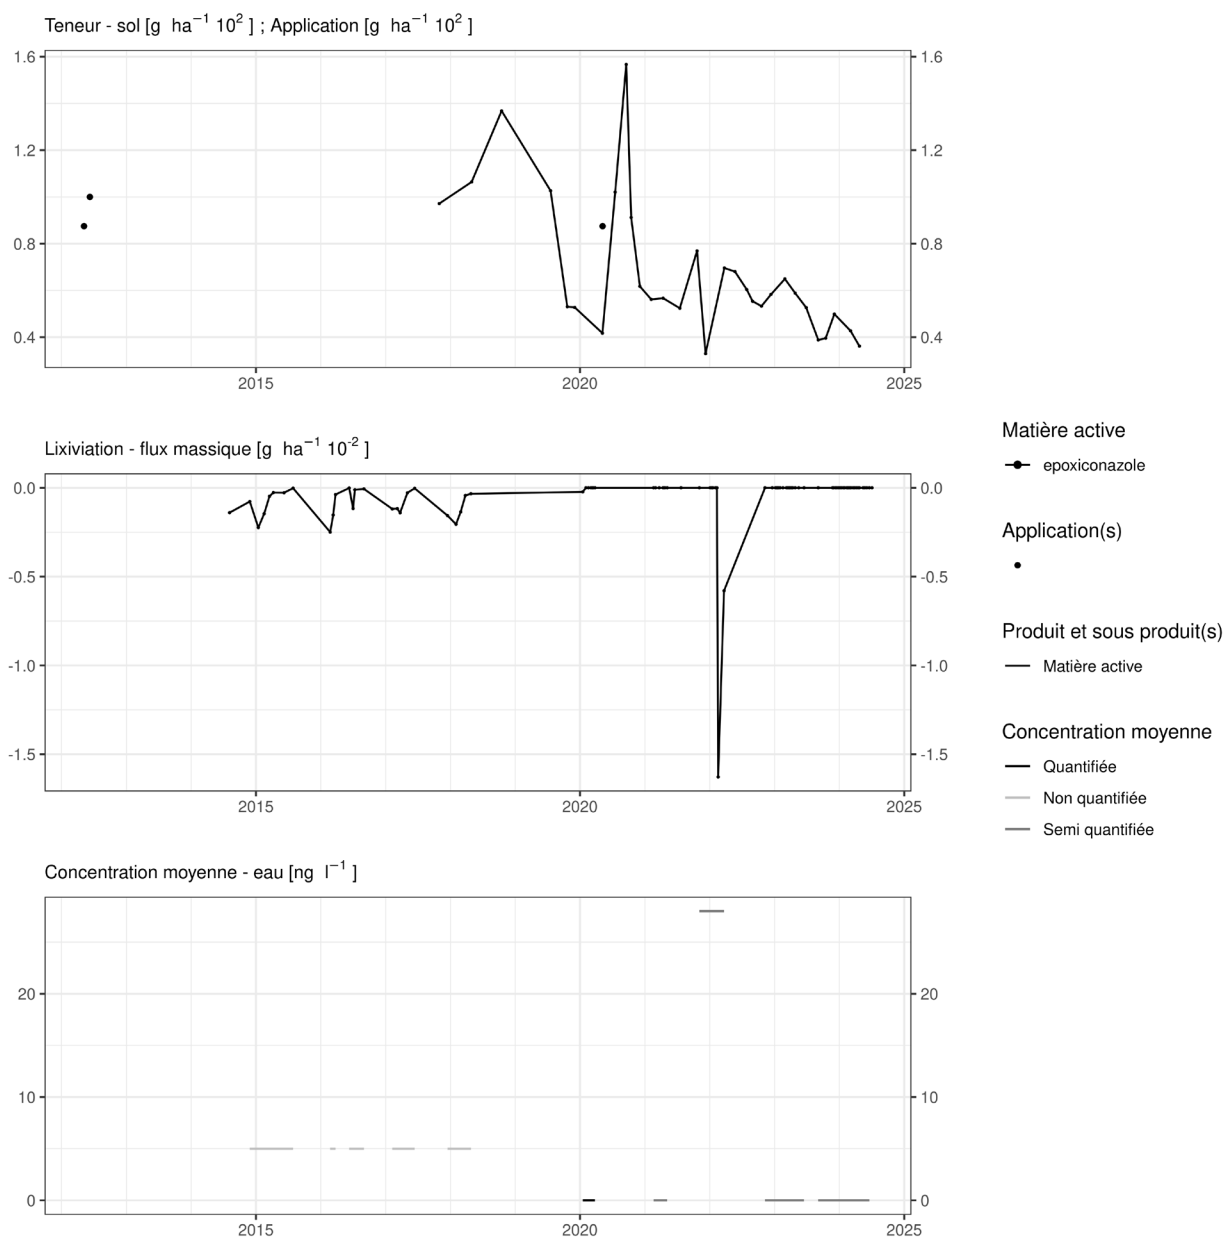 Teneur - sol [g ha−1 10² ] ; Application [g ha−1 10² ]
1.6
1.2
0.8
0.4
1.6
1.2
0.8
0.4
2015 2020 2025
Lixiviation - flux massique [g ha−1 10-2 ]
0.0
-0.5
-1.0
-1.5
0.0
-0.5
-1.0
-1.5
2015 2020 2025
Concentration moyenne - eau [ng l−1 ]
20
10
0
20
10
0
2015 2020 2025
Matière active
epoxiconazole
Application(s)
Produit et sous produit(s)
Matière active
Concentration moyenne
Quantifiée
Non quantifiée
Semi quantifiée